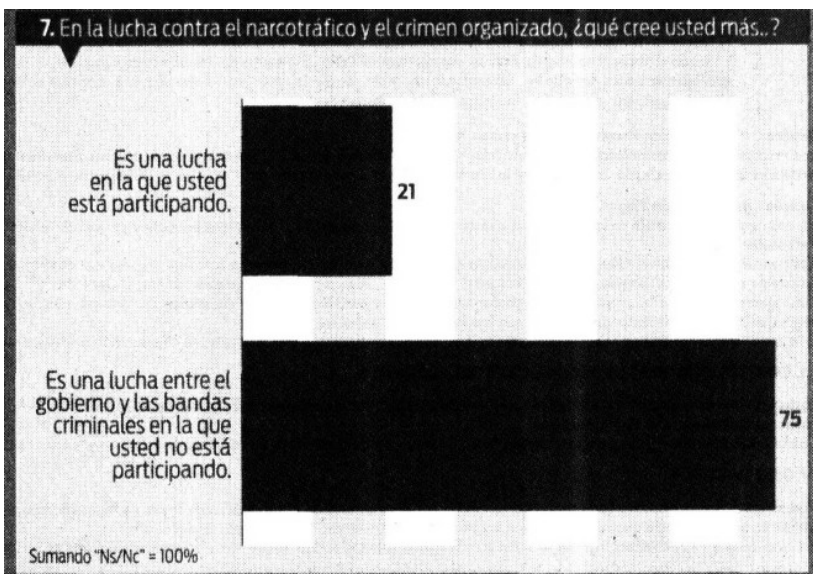 7. En la lucha contra el narcotráfico y el crimen organizado, ¿qué cree usted más..?
Es una lucha
en la que usted
está participando.
21
Es una lucha entre el
gobierno y las bandas
criminales en la que
usted no está
participando.
75
Sumando "Ns/Nc" = 100%